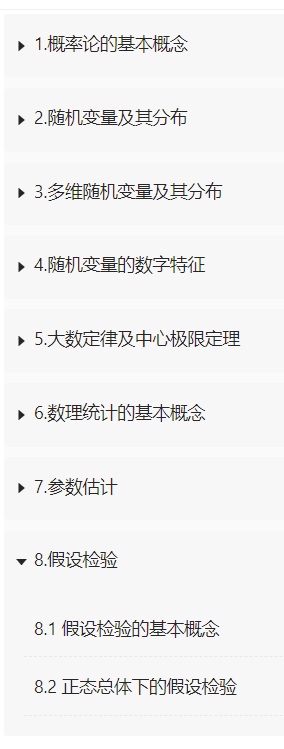 1.概率论的基本概念
2.随机变量及其分布
3.多维随机变量及其分布
4.随机变量的数字特征
5.大数定律及中心极限定理
6.数理统计的基本概念
7.参数估计
8.假设检验
8.1 假设检验的基本概念
8.2 正态总体下的假设检验